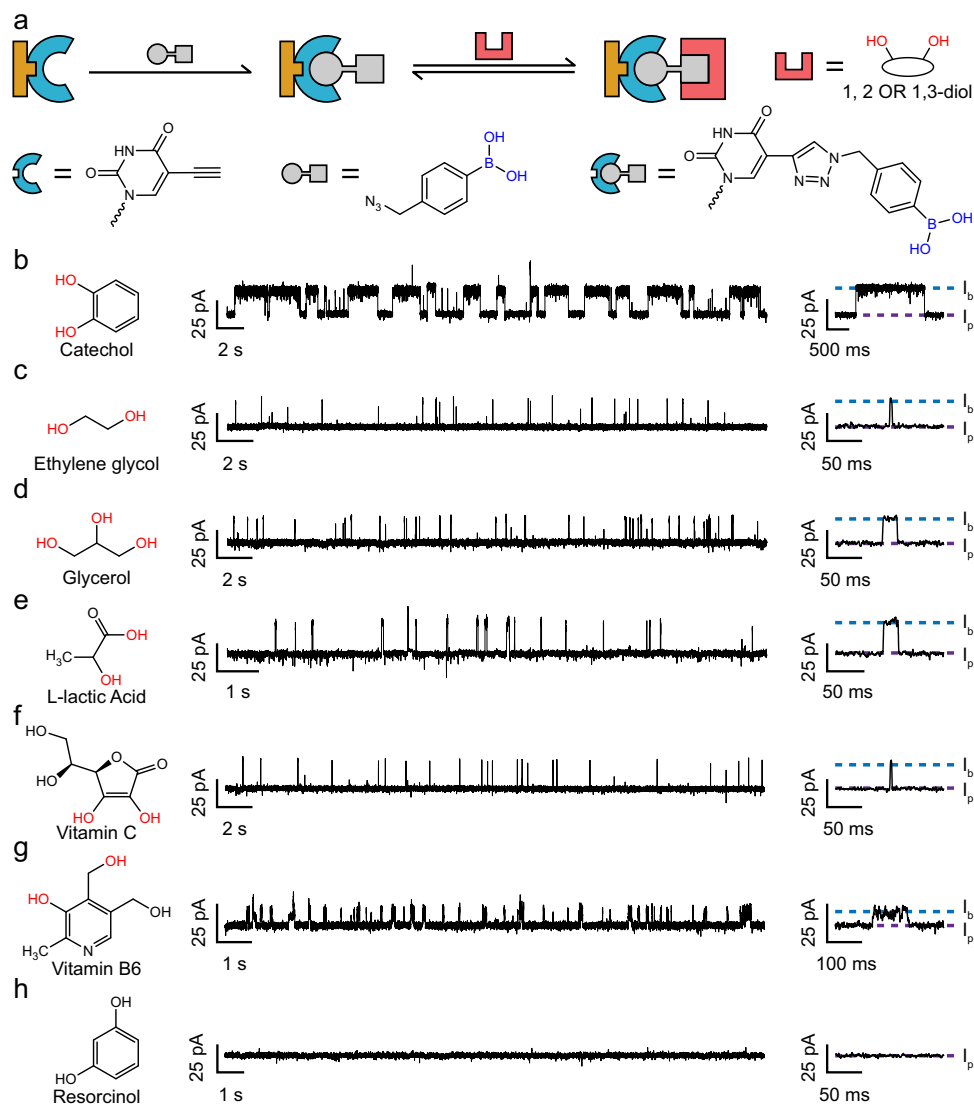 a
HO OH
=
1, 2 OR 1,3-diol
=
O
NH
O
N
=
OH
B
OH
N3
=
O
NH
O
N
N
N
N
B
OH
HO
b
HO
HO
Catechol
25 pA
2 s
25 pA
500 ms
Ib
Ip
c
OH
HO
Ethylene glycol
25 pA
2 s
25 pA
50 ms
Ib
Ip
d
OH
HO
OH
Glycerol
25 pA
2 s
25 pA
50 ms
Ib
Ip
e
O
OH
H3C
OH
L-lactic Acid
25 pA
1 s
25 pA
50 ms
Ib
Ip
f
HO
HO
O
O
HO
OH
Vitamin C
25 pA
2 s
25 pA
50 ms
Ib
Ip
g
OH
HO
OH
H3C
N
Vitamin B6
25 pA
1 s
25 pA
100 ms
Ib
Ip
h
OH
HO
Resorcinol
25 pA
1 s
25 pA
50 ms
Ip